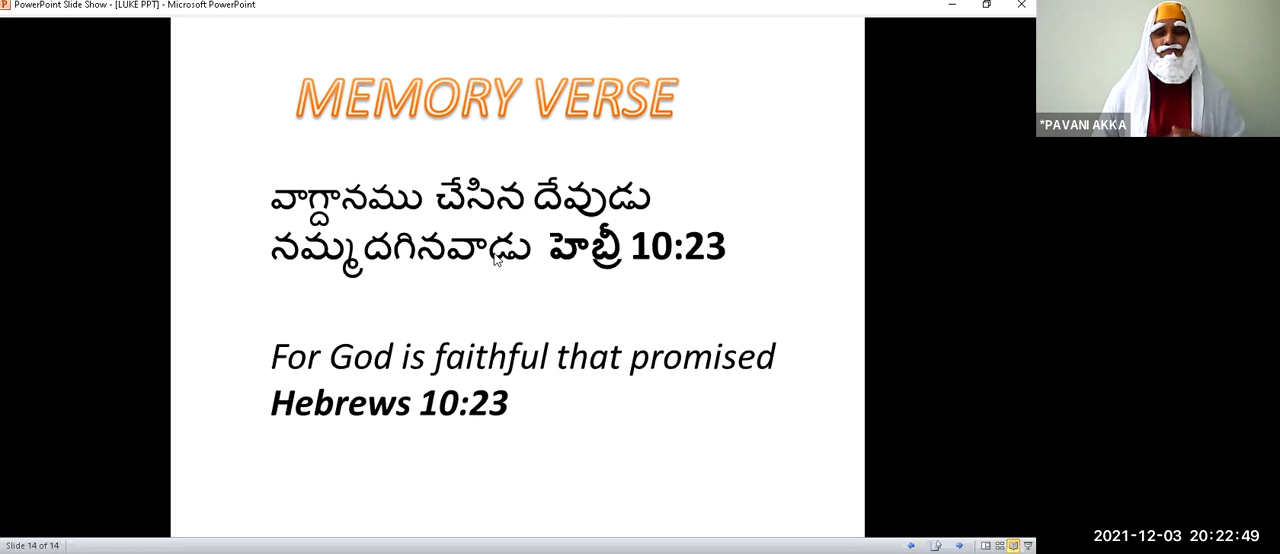 PowerPoint Slide Show - [LUKE PPT] - Microsoft PowerPoint
*PAVANI AKKA
MEMORY VERSE
వాగ్దానము చేసిన దేవుడు
నమ్మదగినవాడు హెబ్రీ 10:23
For God is faithful that promised
Hebrews 10:23
Slide 14 of 14
2021-12-03 20:22:49